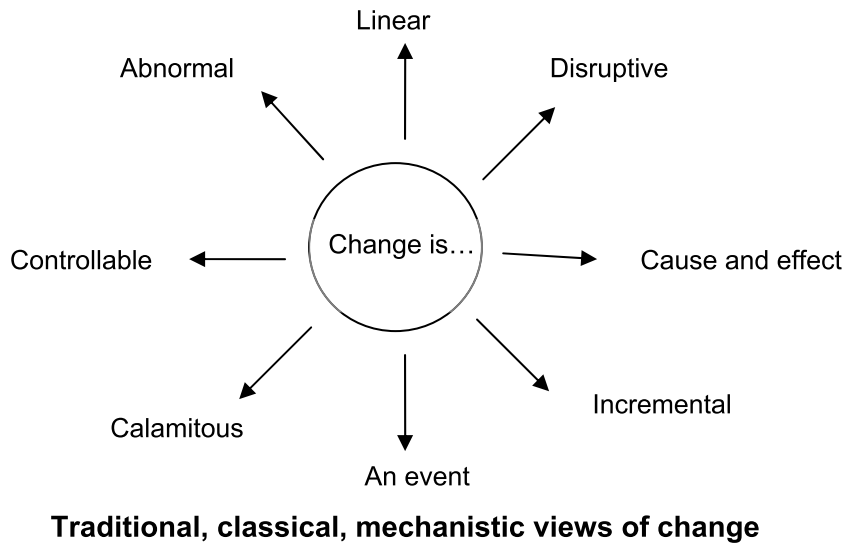 Linear
Abnormal
Disruptive
Change is…
Controllable
Cause and effect
Incremental
Calamitous
An event
Traditional, classical, mechanistic views of change